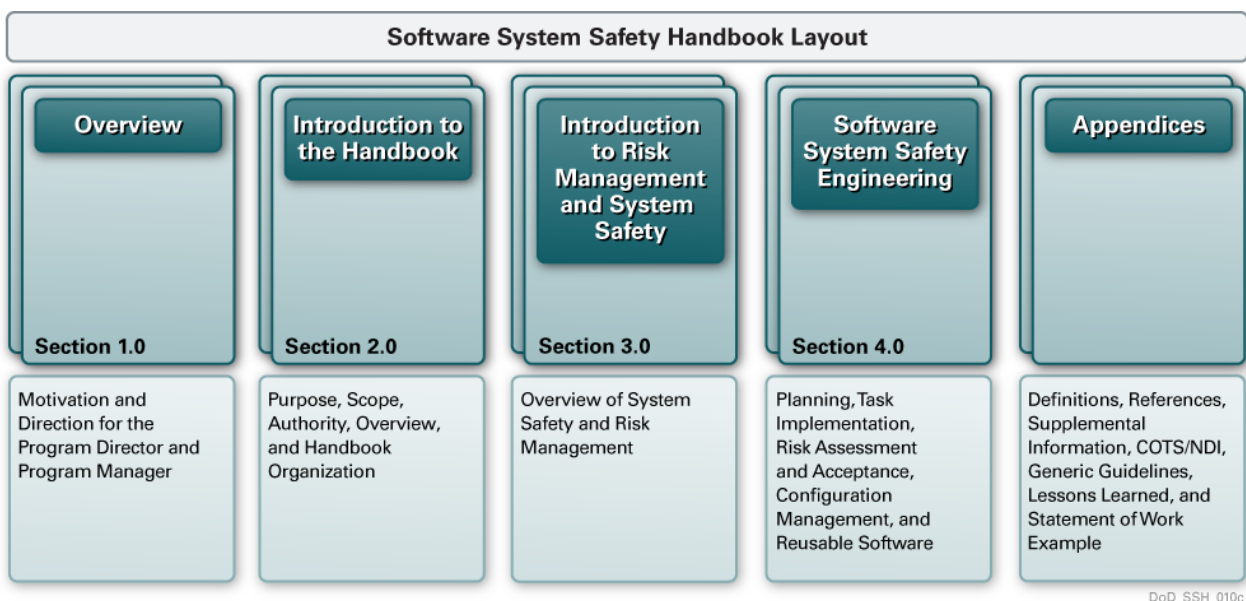 Software System Safety Handbook Layout
Overview
Section 1.0
Motivation and
Direction for the
Program Director and
Program Manager
Introduction to
the Handbook
Section 2.0
Purpose, Scope,
Authority, Overview,
and Handbook
Organization
Introduction
to Risk
Management
and System
Safety
Section 3.0
Overview of System
Safety and Risk
Management
Software
System Safety
Engineering
Section 4.0
Planning, Task
Implementation,
Risk Assessment
and Acceptance,
Configuration
Management, and
Reusable Software
Appendices
Definitions, References,
Supplemental
Information, COTS/NDI,
Generic Guidelines,
Lessons Learned, and
Statement of Work
Example
DoD_SSH_010c